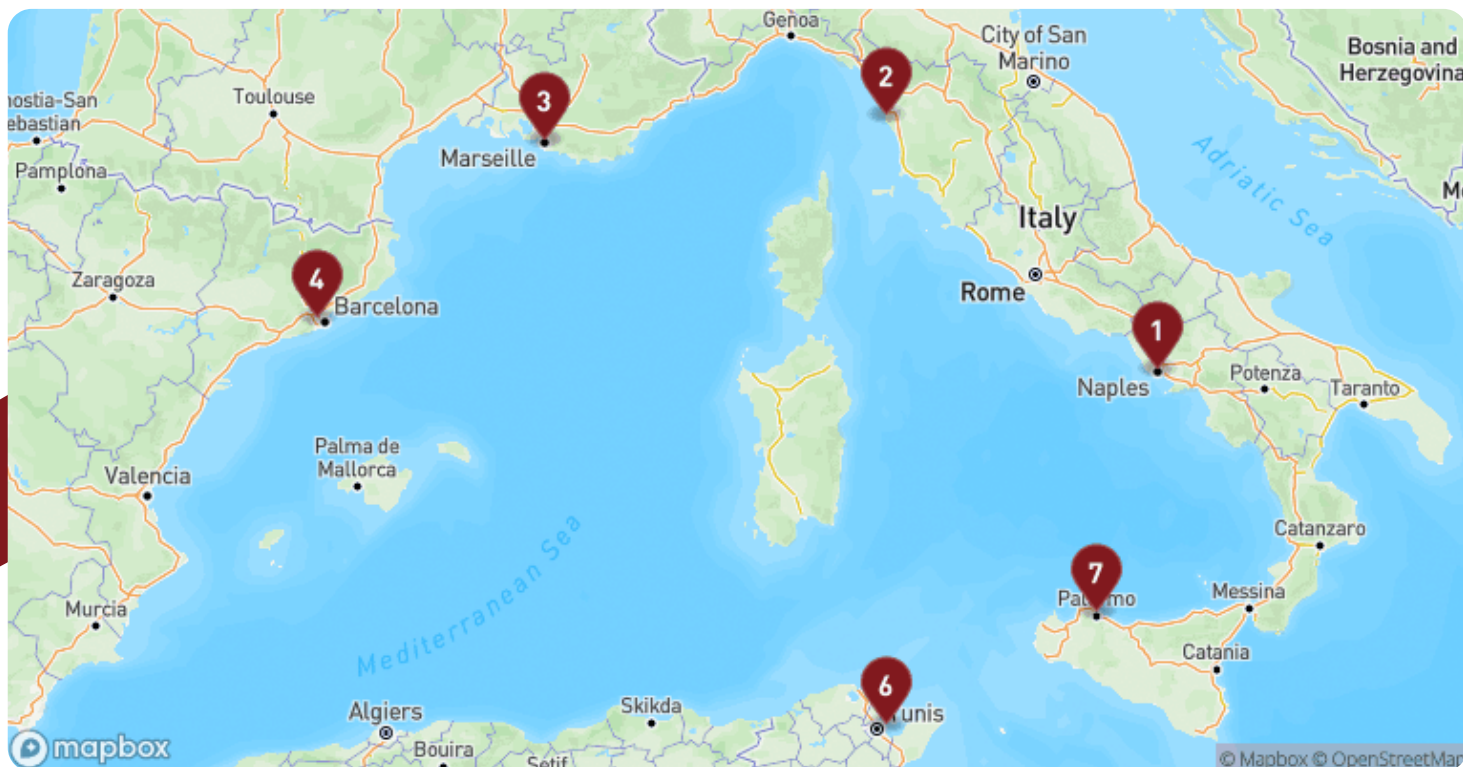 Genoa
City of San
Marino
Bosnia and
Herzegovina
2
nostia-San
ebastian
Toulouse
3
Marseille
Pamplona
Adriatic Sea
Italy
4
Zaragoza
Barcelona
Rome
1
Naples
Potenza
Taranto
Palma de
Mallorca
Valencia
Mediterranean Sea
Catanzaro
7
Murcia
Messina
Catania
6
Algiers
Skikda
unis
Bouira
Setif
mapbox
© Mapbox © OpenStreetMap